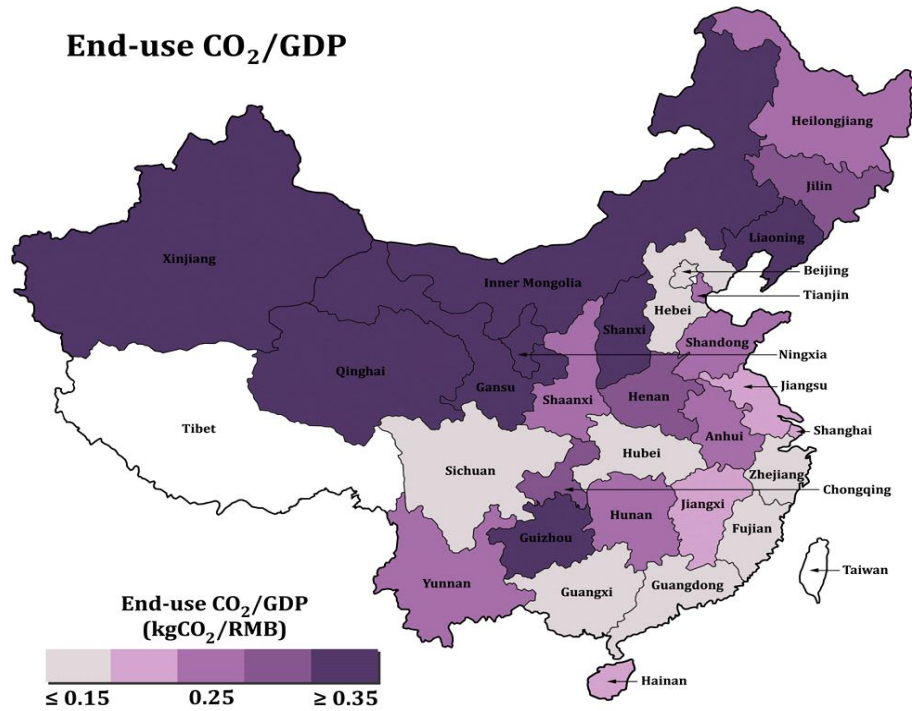 End-use CO₂/GDP
Heilongjiang
Jilin
Liaoning
Xinjiang
Beijing
Inner Mongolia
Tianjin
Hebei
Shanxi
Shandong
Ningxia
Qinghai
Gansu
Jiangsu
Shaanxi
Henan
Tibet
Anhui
Shanghai
Hubei
Sichuan
Zhejiang
Chongqing
Jiangxi
Hunan
Fujian
Guizhou
Taiwan
Yunnan
Guangxi
Guangdong
End-use CO₂/GDP
(kgCO₂/RMB)
≤ 0.15 0.25 ≥ 0.35
Hainan